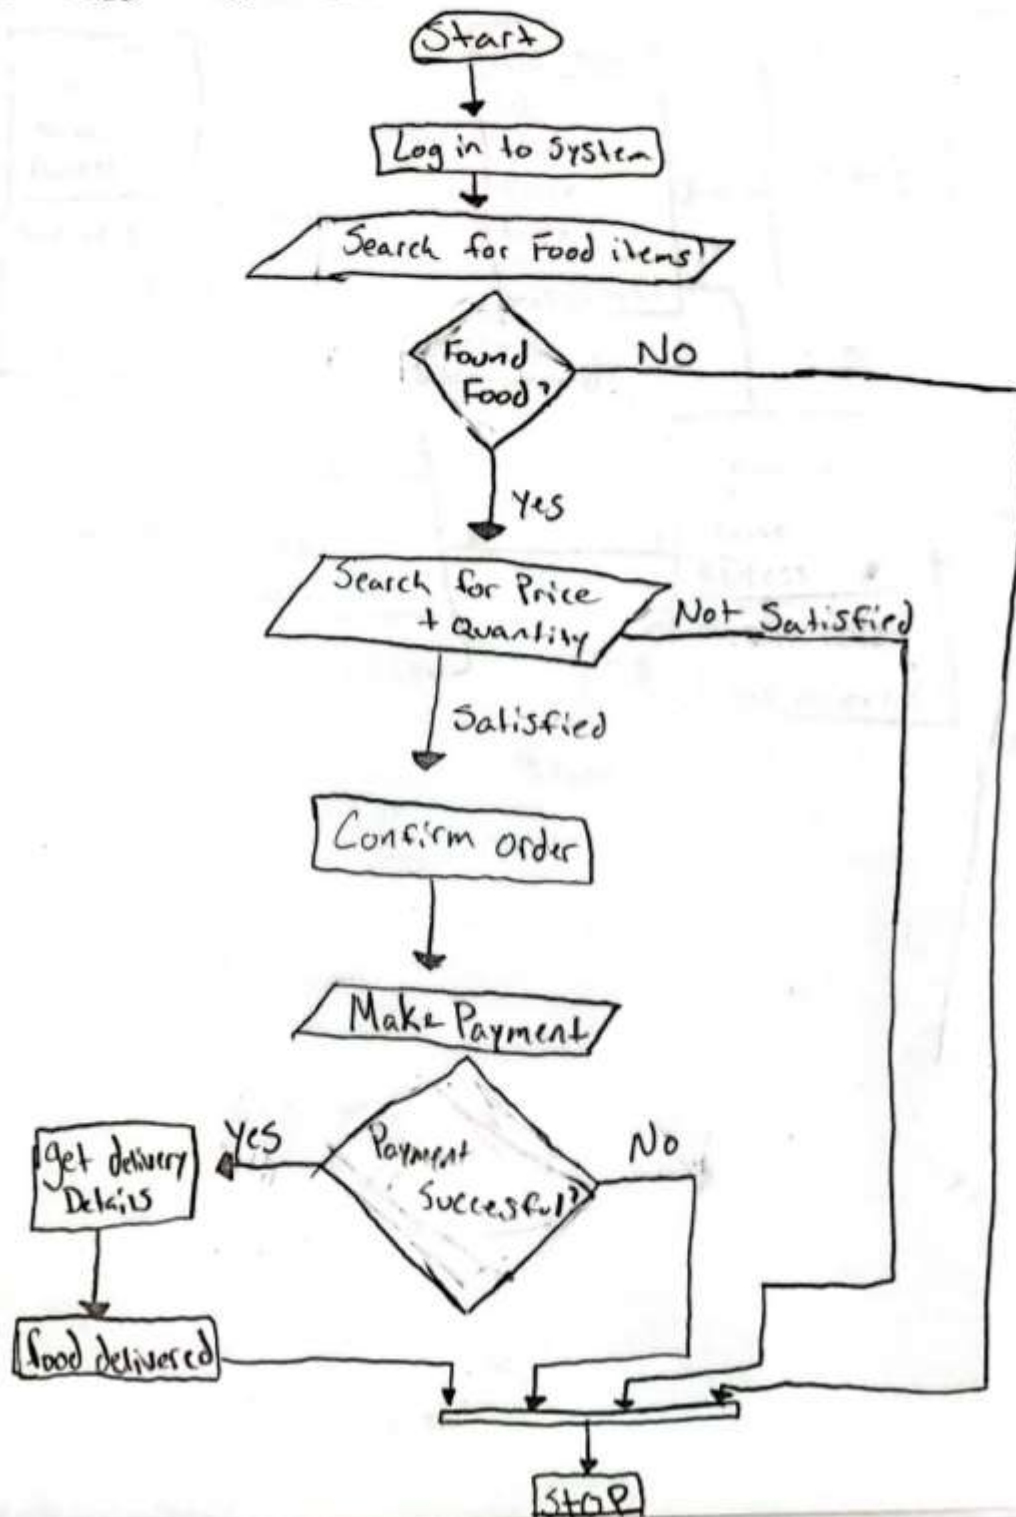 Start
Log in to System
Search for Food items
Found
Food?
NO
Yes
Search for Price
+ Quantity
Not Satisfied
Satisfied
Confirm Order
Make Payment
Payment
Successful?
Yes
No
get delivery
Details
food delivered
STOP